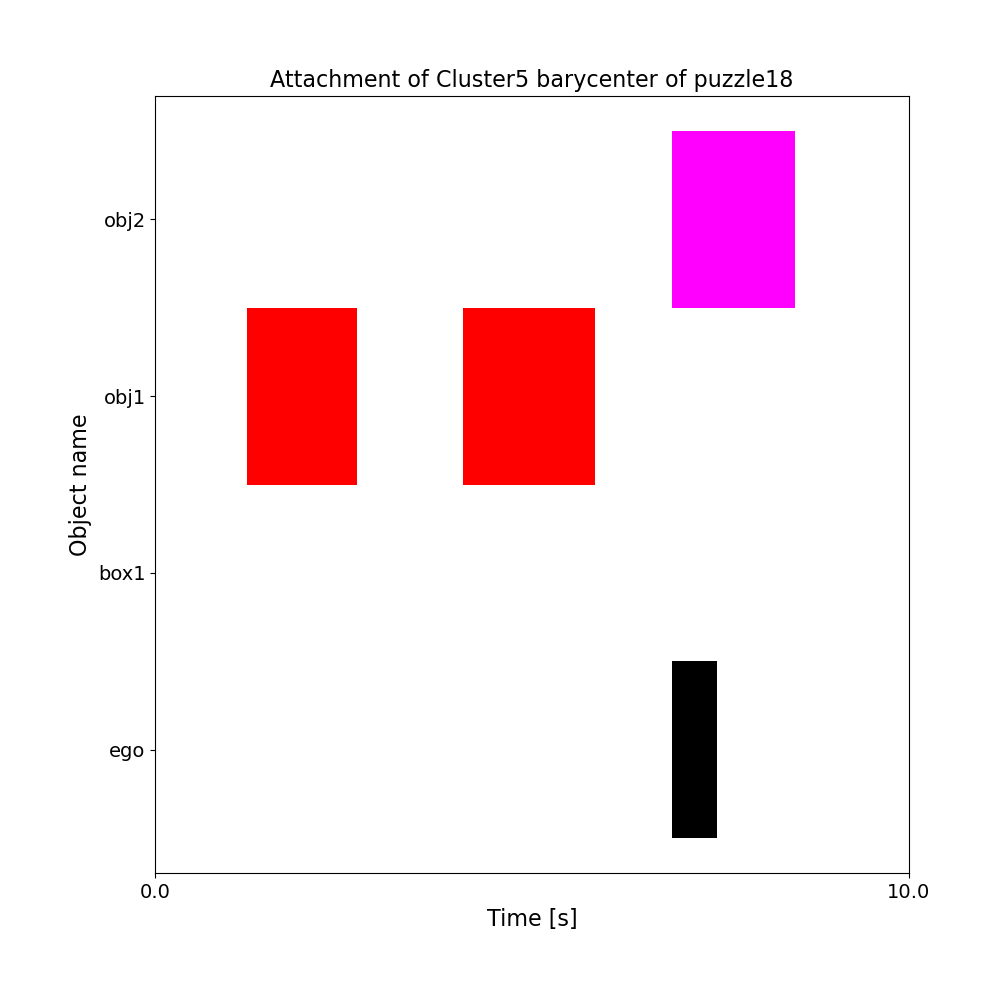 Attachment of Cluster5 barycenter of puzzle18
obj2
obj1
box1
ego
Object name
0.0
10.0
Time [s]